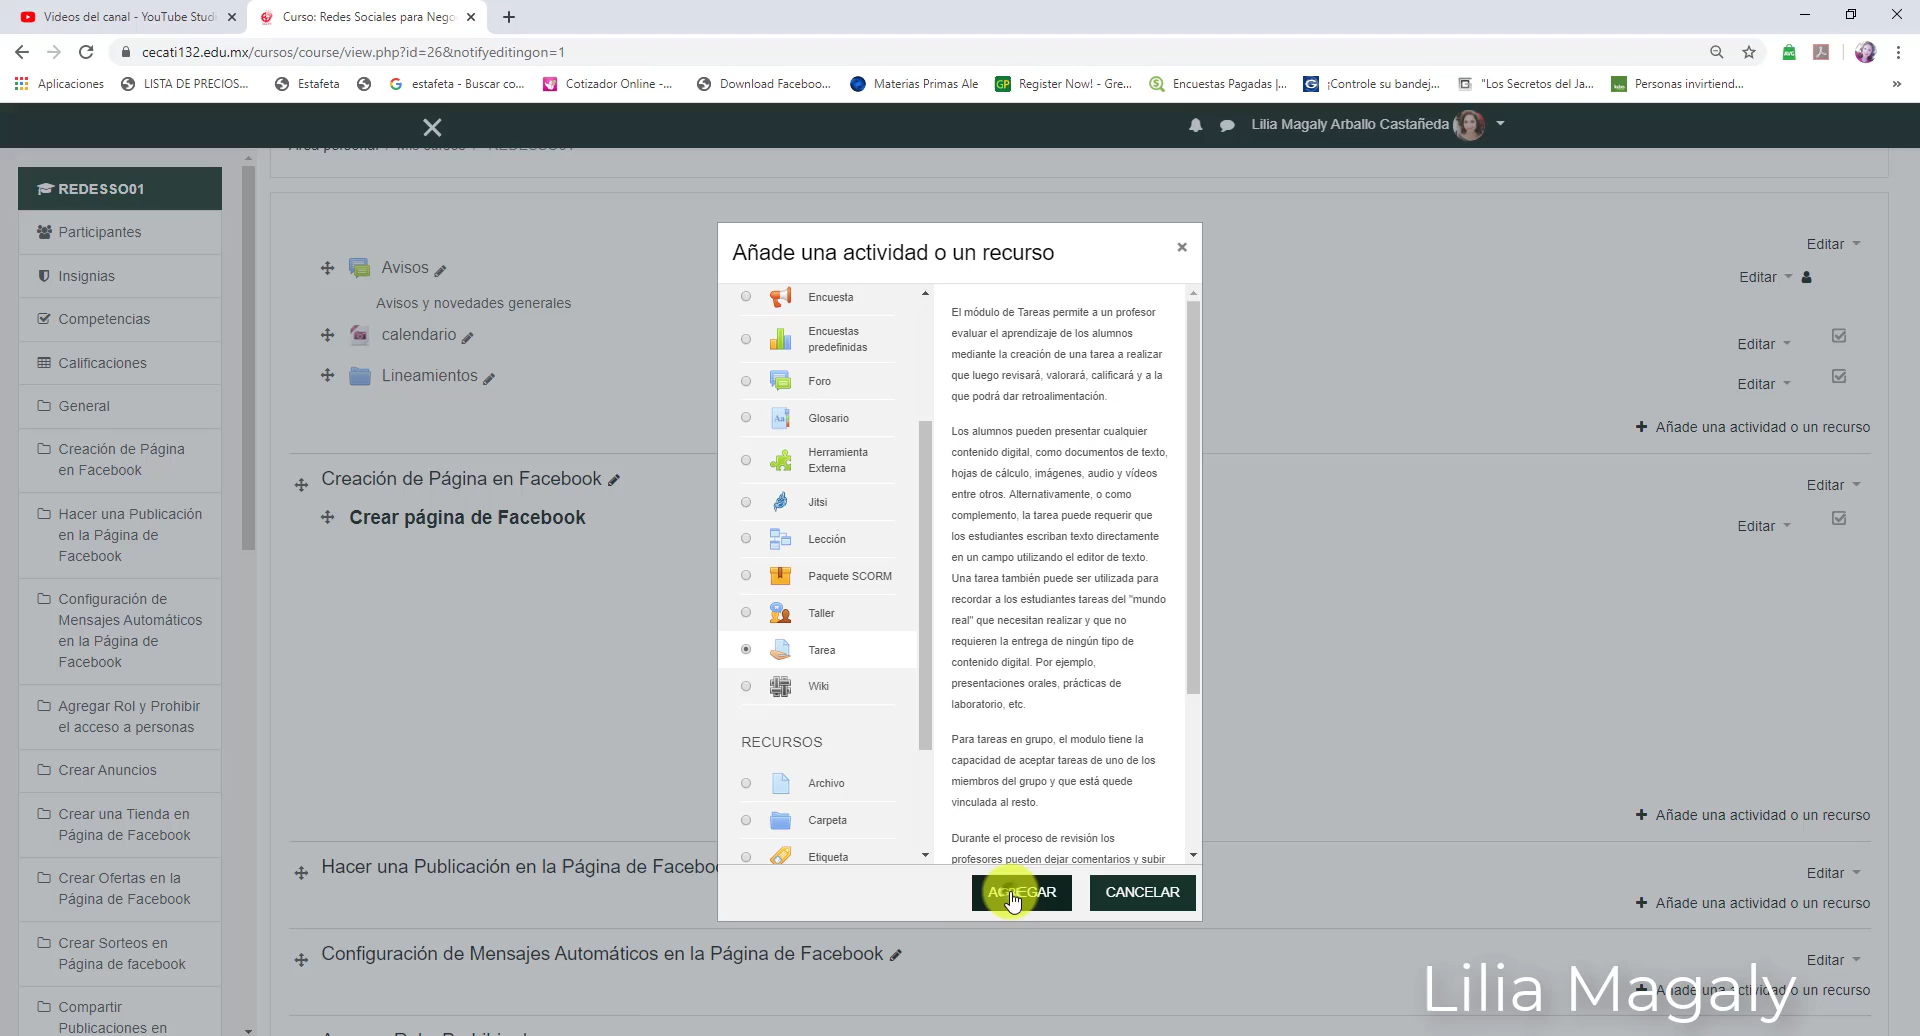 Videos del canal - YouTube Studi
Curso: Redes Sociales para Nego
cecati132.edu.mx/cursos/course/view.php?id=26&notifyeditingon=1
Aplicaciones
LISTA DE PRECIOS...
Estafeta
estafeta - Buscar co...
Cotizador Online -...
Download Faceboo...
Materias Primas Ale
Register Now! - Gre...
Encuestas Pagadas |...
¡Controle su bandej...
"Los Secretos del Ja...
Personas invirtiend...
Lilia Magaly Arballo Castañeda
REDESSO01
Participantes
Insignias
Competencias
Calificaciones
General
Creación de Página
en Facebook
Hacer una Publicación
en la Página de
Facebook
Configuración de
Mensajes Automáticos
en la Página de
Facebook
Agregar Rol y Prohibir
el acceso a personas
Crear Anuncios
Crear una Tienda en
Página de Facebook
Crear Ofertas en la
Página de Facebook
Crear Sorteos en
Página de facebook
Compartir
Publicaciones en
Editar
Avisos
Editar
Avisos y novedades generales
calendario
Editar
Lineamientos
Editar
Añade una actividad o un recurso
Creación de Página en Facebook
Editar
Crear página de Facebook
Editar
Añade una actividad o un recurso
Hacer una Publicación en la Página de Faceboo
Editar
Añade una actividad o un recurso
Configuración de Mensajes Automáticos en la Página de Facebook
Editar
Añade una actividad o un recurso
Añade una actividad o un recurso
Encuesta
Encuestas
predefinidas
Foro
Glosario
Herramienta
Externa
Jitsi
Lección
Paquete SCORM
Taller
Tarea
Wiki
RECURSOS
Archivo
Carpeta
Etiqueta
El módulo de Tareas permite a un profesor
evaluar el aprendizaje de los alumnos
mediante la creación de una tarea a realizar
que luego revisará, valorará, calificará y a la
que podrá dar retroalimentación.
Los alumnos pueden presentar cualquier
contenido digital, como documentos de texto,
hojas de cálculo, imágenes, audio y vídeos
entre otros. Alternativamente, o como
complemento, la tarea puede requerir que
los estudiantes escriban texto directamente
en un campo utilizando el editor de texto.
Una tarea también puede ser utilizada para
recordar a los estudiantes tareas del "mundo
real" que necesitan realizar y que no
requieren la entrega de ningún tipo de
contenido digital. Por ejemplo,
presentaciones orales, prácticas de
laboratorio, etc.
Para tareas en grupo, el modulo tiene la
capacidad de aceptar tareas de uno de los
miembros del grupo y que está quede
vinculada al resto.
Durante el proceso de revisión los
profesores pueden dejar comentarios y subir
AGREGAR
CANCELAR
Lilia Magaly